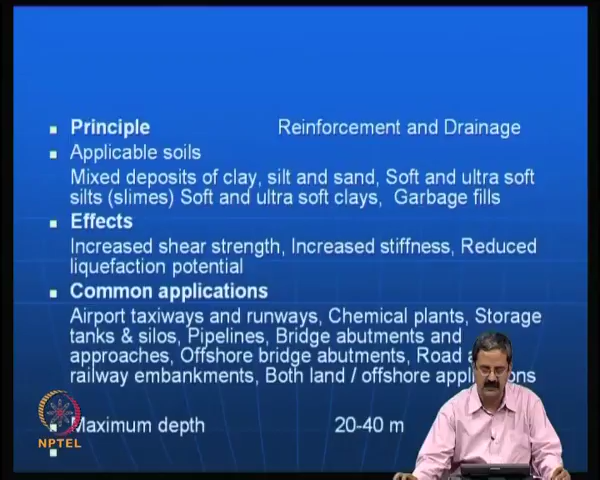 Principle Reinforcement and Drainage
Applicable soils
Mixed deposits of clay, silt and sand, Soft and ultra soft
silts (slimes) Soft and ultra soft clays, Garbage fills
Effects
Increased shear strength, Increased stiffness, Reduced
liquefaction potential
Common applications
Airport taxiways and runways, Chemical plants, Storage
tanks & silos, Pipelines, Bridge abutments and
approaches, Offshore bridge abutments, Road
railway embankments, Both land / offshore
Maximum depth 20-40 m
NPTEL